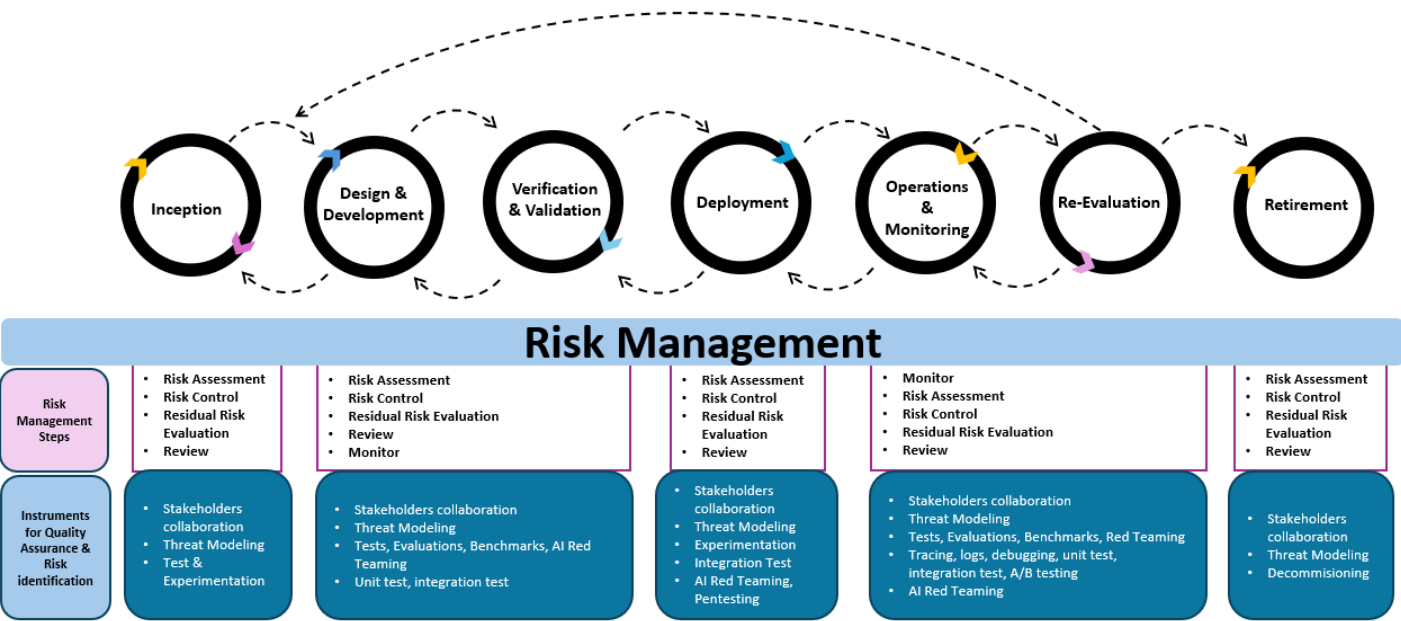 Inception
Design &
Development
Verification
& Validation
Deployment
Operations
&
Monitoring
Re-Evaluation
Retirement
Risk Management
Risk
Management
Steps
• Risk Assessment
• Risk Control
• Residual Risk
Evaluation
• Review
• Risk Assessment
• Risk Control
• Residual Risk Evaluation
• Review
• Monitor
• Risk Assessment
• Risk Control
• Residual Risk
Evaluation
• Review
• Monitor
• Risk Assessment
• Risk Control
• Residual Risk Evaluation
• Review
• Risk Assessment
• Risk Control
• Residual Risk
Evaluation
• Review
Instruments
for Quality
Assurance &
Risk
identification
• Stakeholders
collaboration
• Threat Modeling
• Test &
Experimentation
• Stakeholders collaboration
• Threat Modeling
• Tests, Evaluations, Benchmarks, AI Red
Teaming
• Unit test, integration test
• Stakeholders
collaboration
• Threat Modeling
• Experimentation
• Integration Test
• AI Red Teaming,
Pentesting
• Stakeholders collaboration
• Threat Modeling
• Tests, Evaluations, Benchmarks, Red Teaming
• Tracing, logs, debugging, unit test,
integration test, A/B testing
• AI Red Teaming
• Stakeholders
collaboration
• Threat Modeling
• Decommisioning